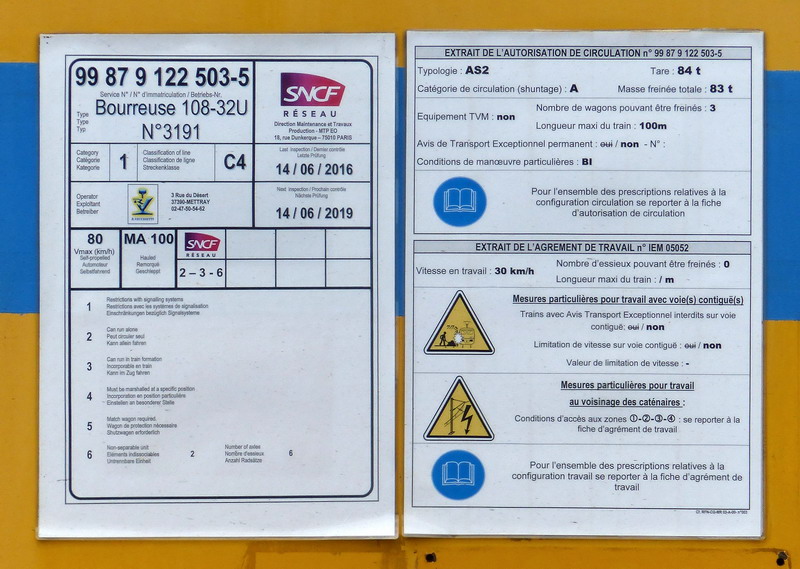 99 87 9 122 503-5
Service N° / N° d'immatriculation / Betriebs-Nr.
Type
Type
Typ
Bourreuse 108-32U
N°3191
SNCF
RÉSEAU
Direction Maintenance et Travaux
Production - MTP EO
18, rue Dunkerque - 75010 PARIS
Category
Catégorie
Kategorie
1
Classification of line
Classification de ligne
Streckenklasse
C4
Last Inspection / Dernier contrôle
Letzte Prüfung
14 / 06 / 2016
Operator
Exploitant
Betreiber
3 Rue du Désert
37390-METTRAY
02-47-50-54-62
Next Inspection / Prochain contrôle
Nächste Prüfung
14 / 06 / 2019
80
Vmax (km/h)
Self-propelled
Automoteur
Selbstfahrend
MA 100
Hauled
Remorqué
Geschleppt
SNCF
RÉSEAU
2 – 3 - 6
1
Restrictions with signalling systems
Restrictions avec les systèmes de signalisation
Einschränkungen bezüglich Signalsysteme
2
Can run alone
Peut circuler seul
Kann allein fahren
3
Can run in train formation
Incorporable en train
Kann im Zug fahren
4
Must be marshalled at a specific position
Incorporation en position particulière
Einstellen an besonderer Stelle
5
Match wagon required
Wagon de protection nécessaire
Shutzwagen erforderlich
6
Non-separable unit
Eléments indissociables
Untrennbare Einheit
2
Number of axles
Nombre d'essieux
Anzahl Radsätze
6
EXTRAIT DE L'AUTORISATION DE CIRCULATION n° 99 87 9 122 503-5
Typologie : AS2
Tare : 84 t
Catégorie de circulation (shuntage) : A
Masse freinée totale : 83 t
Equipement TVM : non
Nombre de wagons pouvant être freinés : 3
Longueur maxi du train : 100m
Avis de Transport Exceptionnel permanent : oui / non - N° :
Conditions de manœuvre particulières : BI
Pour l'ensemble des prescriptions relatives à la
configuration circulation se reporter à la fiche
d'autorisation de circulation
EXTRAIT DE L'AGREMENT DE TRAVAIL n° IEM 05052
Vitesse en travail : 30 km/h
Nombre d'essieux pouvant être freinés : 0
Longueur maxi du train : / m
Mesures particulières pour travail avec voie(s) contiguë(s)
Trains avec Avis Transport Exceptionnel interdits sur voie
contiguë: oui / non
Limitation de vitesse sur voie contiguë : oui / non
Valeur de limitation de vitesse : -
Mesures particulières pour travail
au voisinage des caténaires :
Conditions d'accès aux zones ①-②-③-④ : se reporter à la
fiche d'agrément de travail
Pour l'ensemble des prescriptions relatives à la
configuration travail se reporter à la fiche d'agrément de
travail